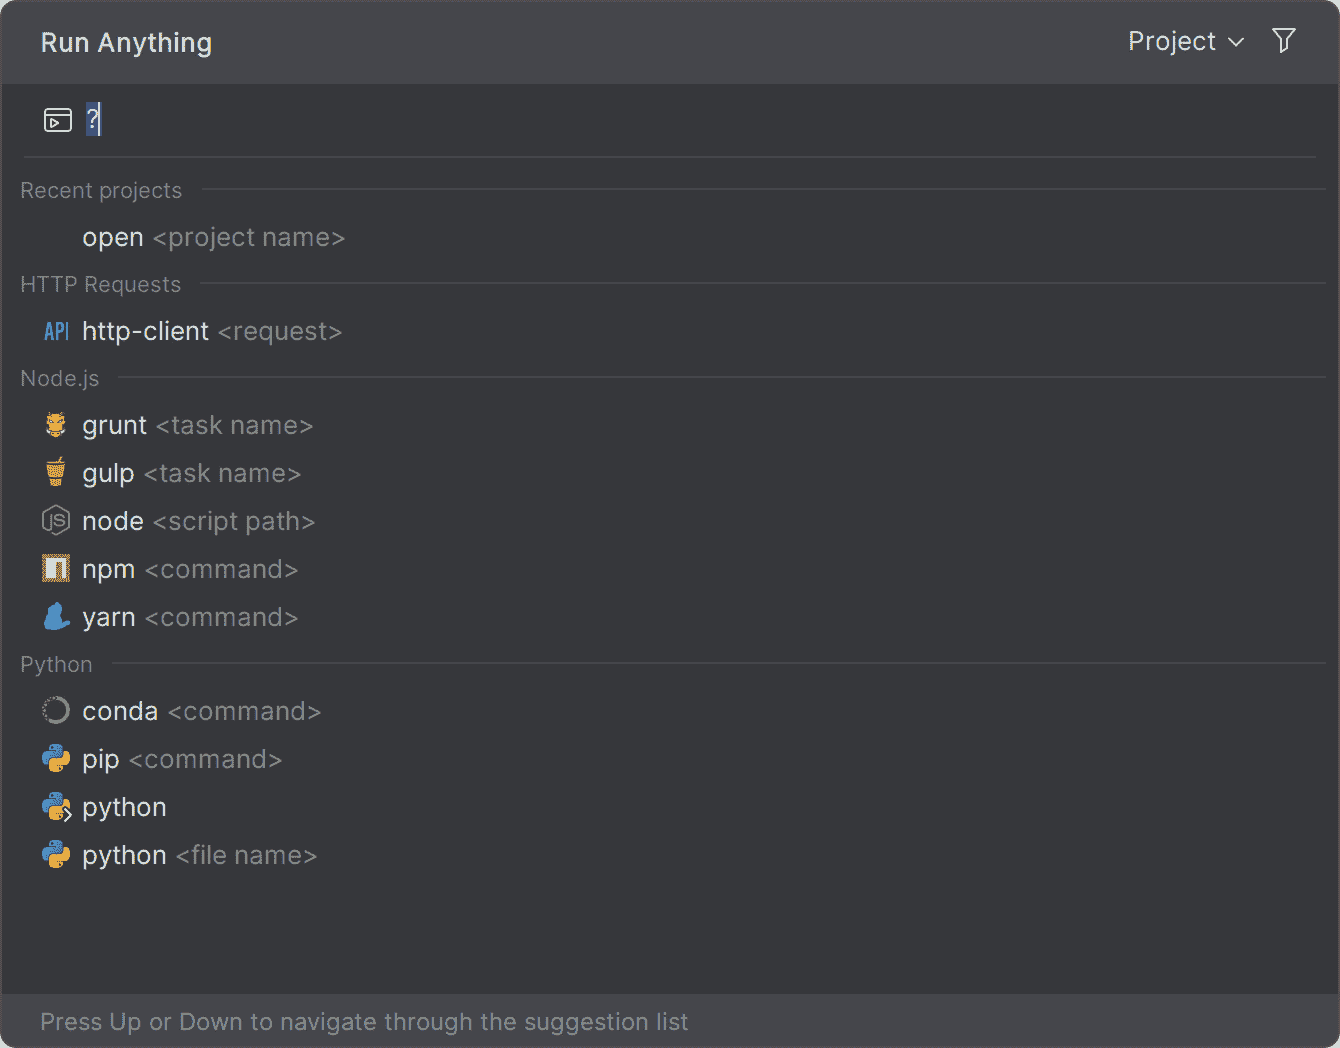 Run Anything
Project
?
Recent projects
open <project name>
HTTP Requests
API http-client <request>
Node.js
grunt <task name>
gulp <task name>
JS node <script path>
npm <command>
yarn <command>
Python
conda <command>
pip <command>
python
python <file name>
Press Up or Down to navigate through the suggestion list